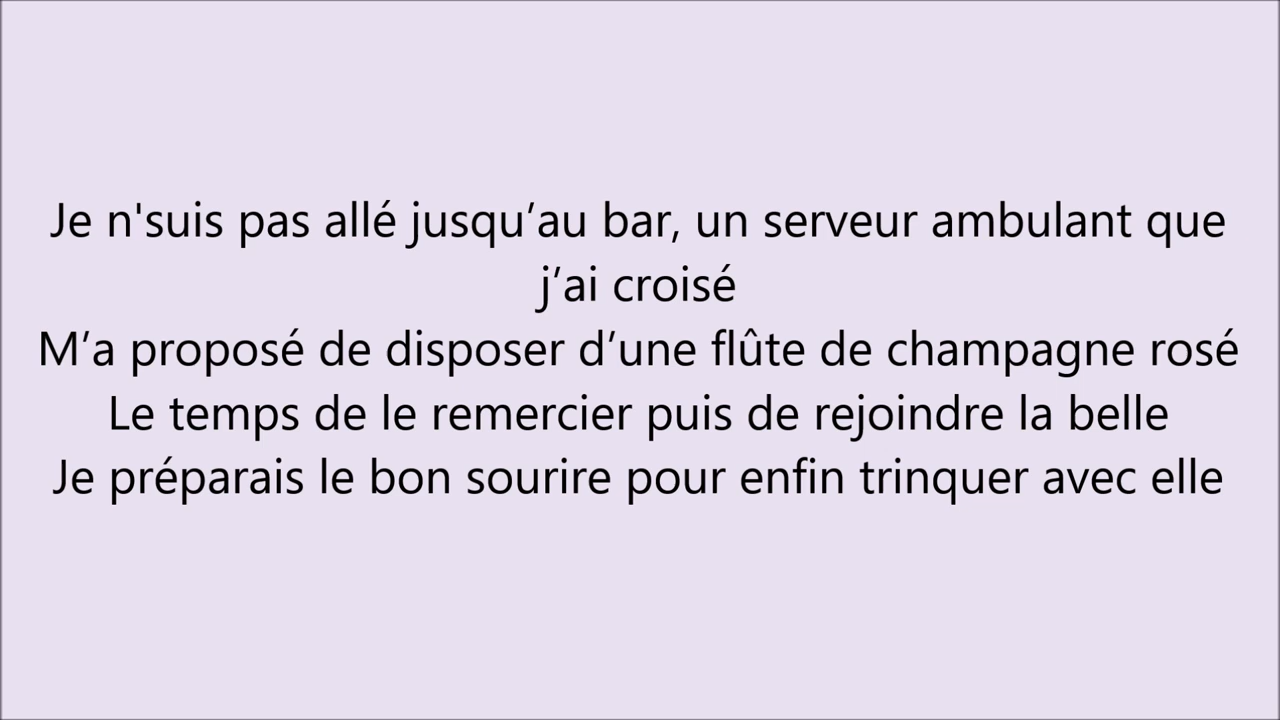 Je n'suis pas allé jusqu’au bar, un serveur ambulant que
j’ai croisé
M’a proposé de disposer d’une flûte de champagne rosé
Le temps de le remercier puis de rejoindre la belle
Je préparais le bon sourire pour enfin trinquer avec elle